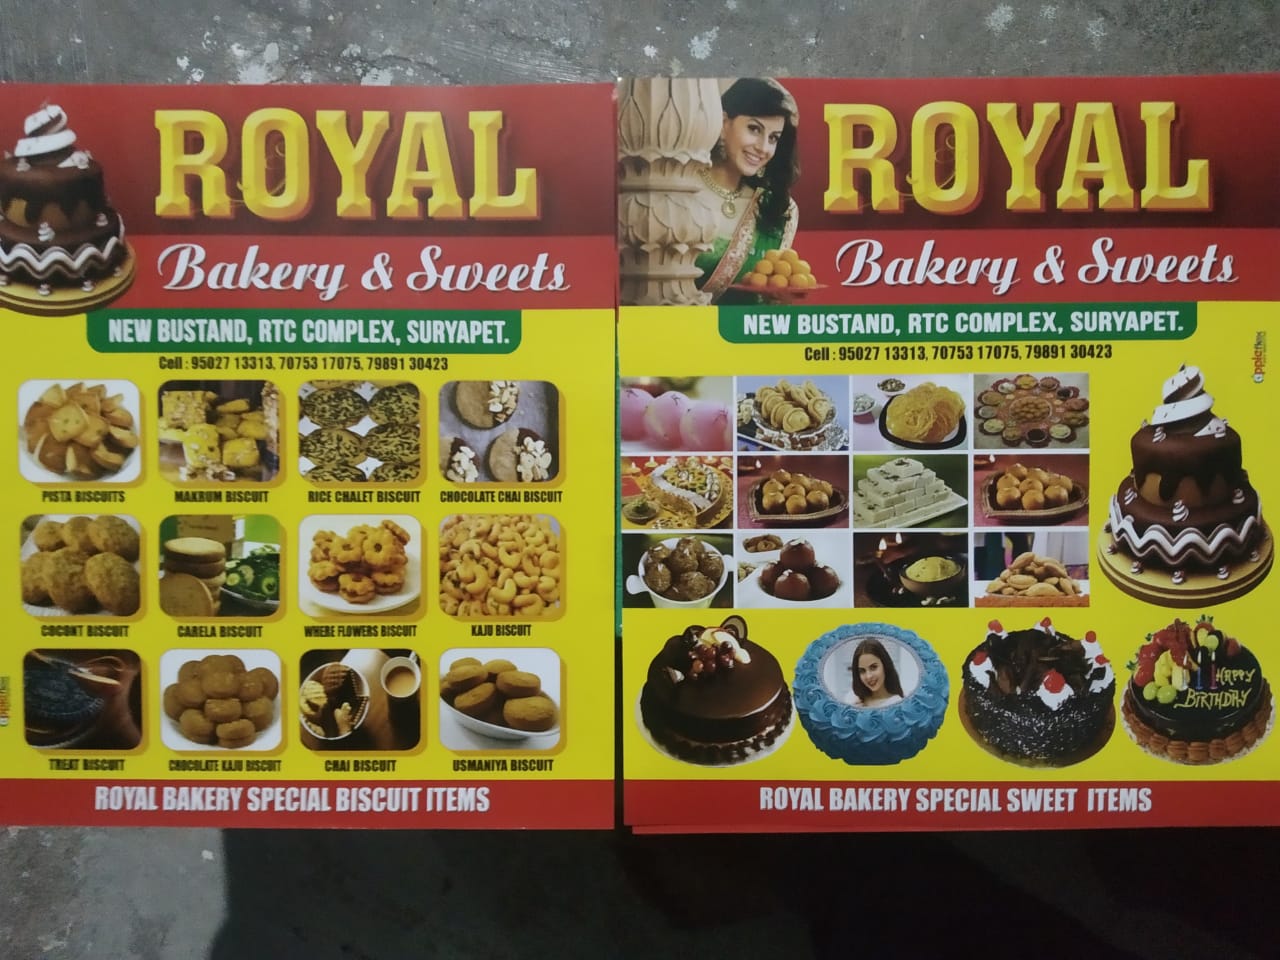 ROYAL
Bakery & Sweets
NEW BUSTAND, RTC COMPLEX, SURYAPET.
Cell : 95027 13313, 70753 17075, 79891 30423
PISTA BISCUITS
MAKRUM BISCUIT
RICE CHALET BISCUIT
CHOCOLATE CHAI BISCUIT
COCONT BISCUIT
CARELA BISCUIT
WHERE FLOWERS BISCUIT
KAJU BISCUIT
TREAT BISCUIT
CHOCOLATE KAJU BISCUIT
CHAI BISCUIT
USMANIYA BISCUIT
ROYAL BAKERY SPECIAL BISCUIT ITEMS
ROYAL
Bakery & Sweets
NEW BUSTAND, RTC COMPLEX, SURYAPET.
Cell : 95027 13313, 70753 17075, 79891 30423
appleflex
HAPPY
BIRTHDAY
ROYAL BAKERY SPECIAL SWEET ITEMS